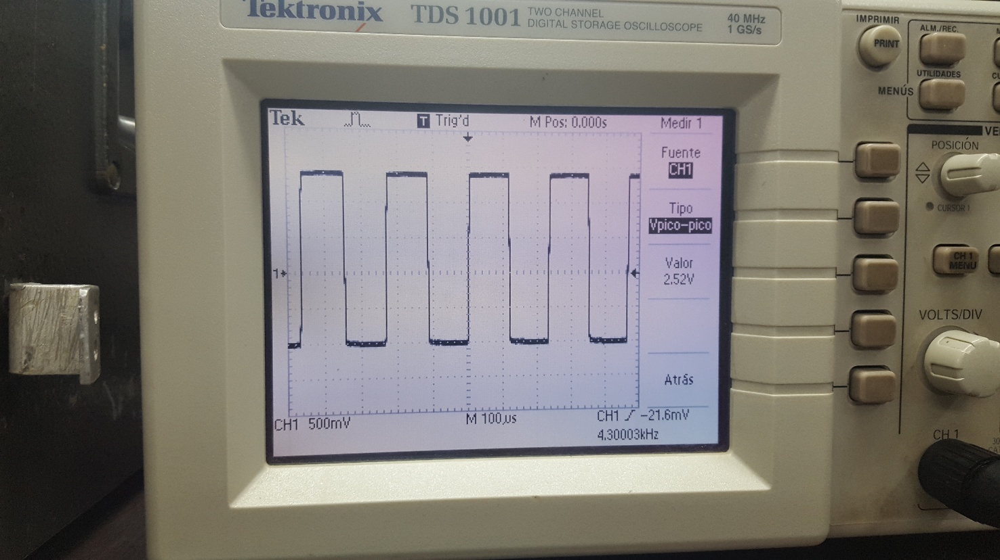 Tektronix TDS 1001 TWO CHANNEL
DIGITAL STORAGE OSCILLOSCOPE
40 MHz
1 GS/s
IMPRIMIR
PRINT
ALM./REC.
UTILIDADES
MENÚS
Tek T Trig'd M Pos: 0.000s Medir 1
Fuente
CH1
Tipo
Vpico-pico
Valor
2.52V
Atrás
1
CH1 500mV M 100µs CH1 -21.6mV
4.30003kHz
POSICIÓN
CURSOR 1
CH 1
MENU
VOLTS/DIV
CH 1